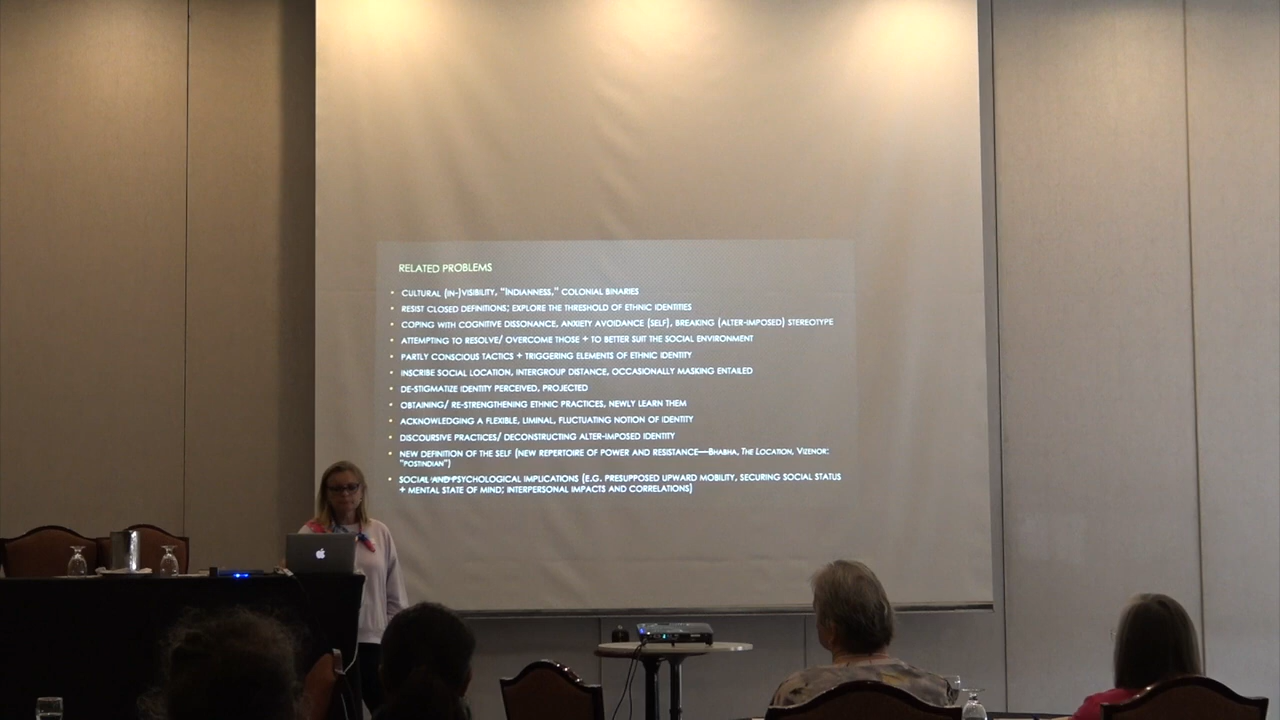 RELATED PROBLEMS
• CULTURAL (IN-)VISIBILITY, "INDIANNESS," COLONIAL BINARIES
• RESIST CLOSED DEFINITIONS; EXPLORE THE THRESHOLD OF ETHNIC IDENTITIES
• COPING WITH COGNITIVE DISSONANCE, ANXIETY AVOIDANCE (SELF), BREAKING (ALTER-IMPOSED) STEREOTYPE
• ATTEMPTING TO RESOLVE/ OVERCOME THOSE + TO BETTER SUIT THE SOCIAL ENVIRONMENT
• PARTLY CONSCIOUS TACTICS + TRIGGERING ELEMENTS OF ETHNIC IDENTITY
• INSCRIBE SOCIAL LOCATION, INTERGROUP DISTANCE, OCCASIONALLY MASKING ENTAILED
• DE-STIGMATIZE IDENTITY PERCEIVED, PROJECTED
• OBTAINING/ RE-STRENGTHENING ETHNIC PRACTICES, NEWLY LEARN THEM
• ACKNOWLEDGING A FLEXIBLE, LIMINAL, FLUCTUATING NOTION OF IDENTITY
• DISCOURSIVE PRACTICES/ DECONSTRUCTING ALTER-IMPOSED IDENTITY
• NEW DEFINITION OF THE SELF (NEW REPERTOIRE OF POWER AND RESISTANCE—BHABHA, THE LOCATION, VIZENOR:
"POSTINDIAN")
• SOCIAL AND PSYCHOLOGICAL IMPLICATIONS (E.G. PRESUPPOSED UPWARD MOBILITY, SECURING SOCIAL STATUS
+ MENTAL STATE OF MIND; INTERPERSONAL IMPACTS AND CORRELATIONS)